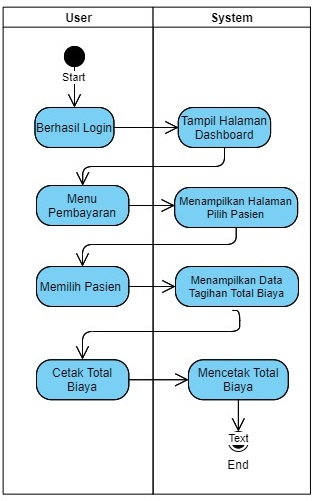 User
System
Start
Berhasil Login
Tampil Halaman
Dashboard
Menu
Pembayaran
Menampilkan Halaman
Pilih Pasien
Memilih Pasien
Menampilkan Data
Tagihan Total Biaya
Cetak Total
Biaya
Mencetak Total
Biaya
Text
End